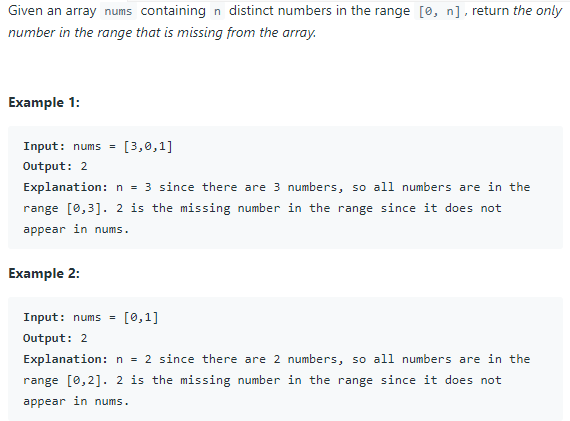 Given an array nums containing n distinct numbers in the range [0, n], return the only
number in the range that is missing from the array.
Example 1:
Input: nums = [3,0,1]
Output: 2
Explanation: n = 3 since there are 3 numbers, so all numbers are in the
range [0,3]. 2 is the missing number in the range since it does not
appear in nums.
Example 2:
Input: nums = [0,1]
Output: 2
Explanation: n = 2 since there are 2 numbers, so all numbers are in the
range [0,2]. 2 is the missing number in the range since it does not
appear in nums.